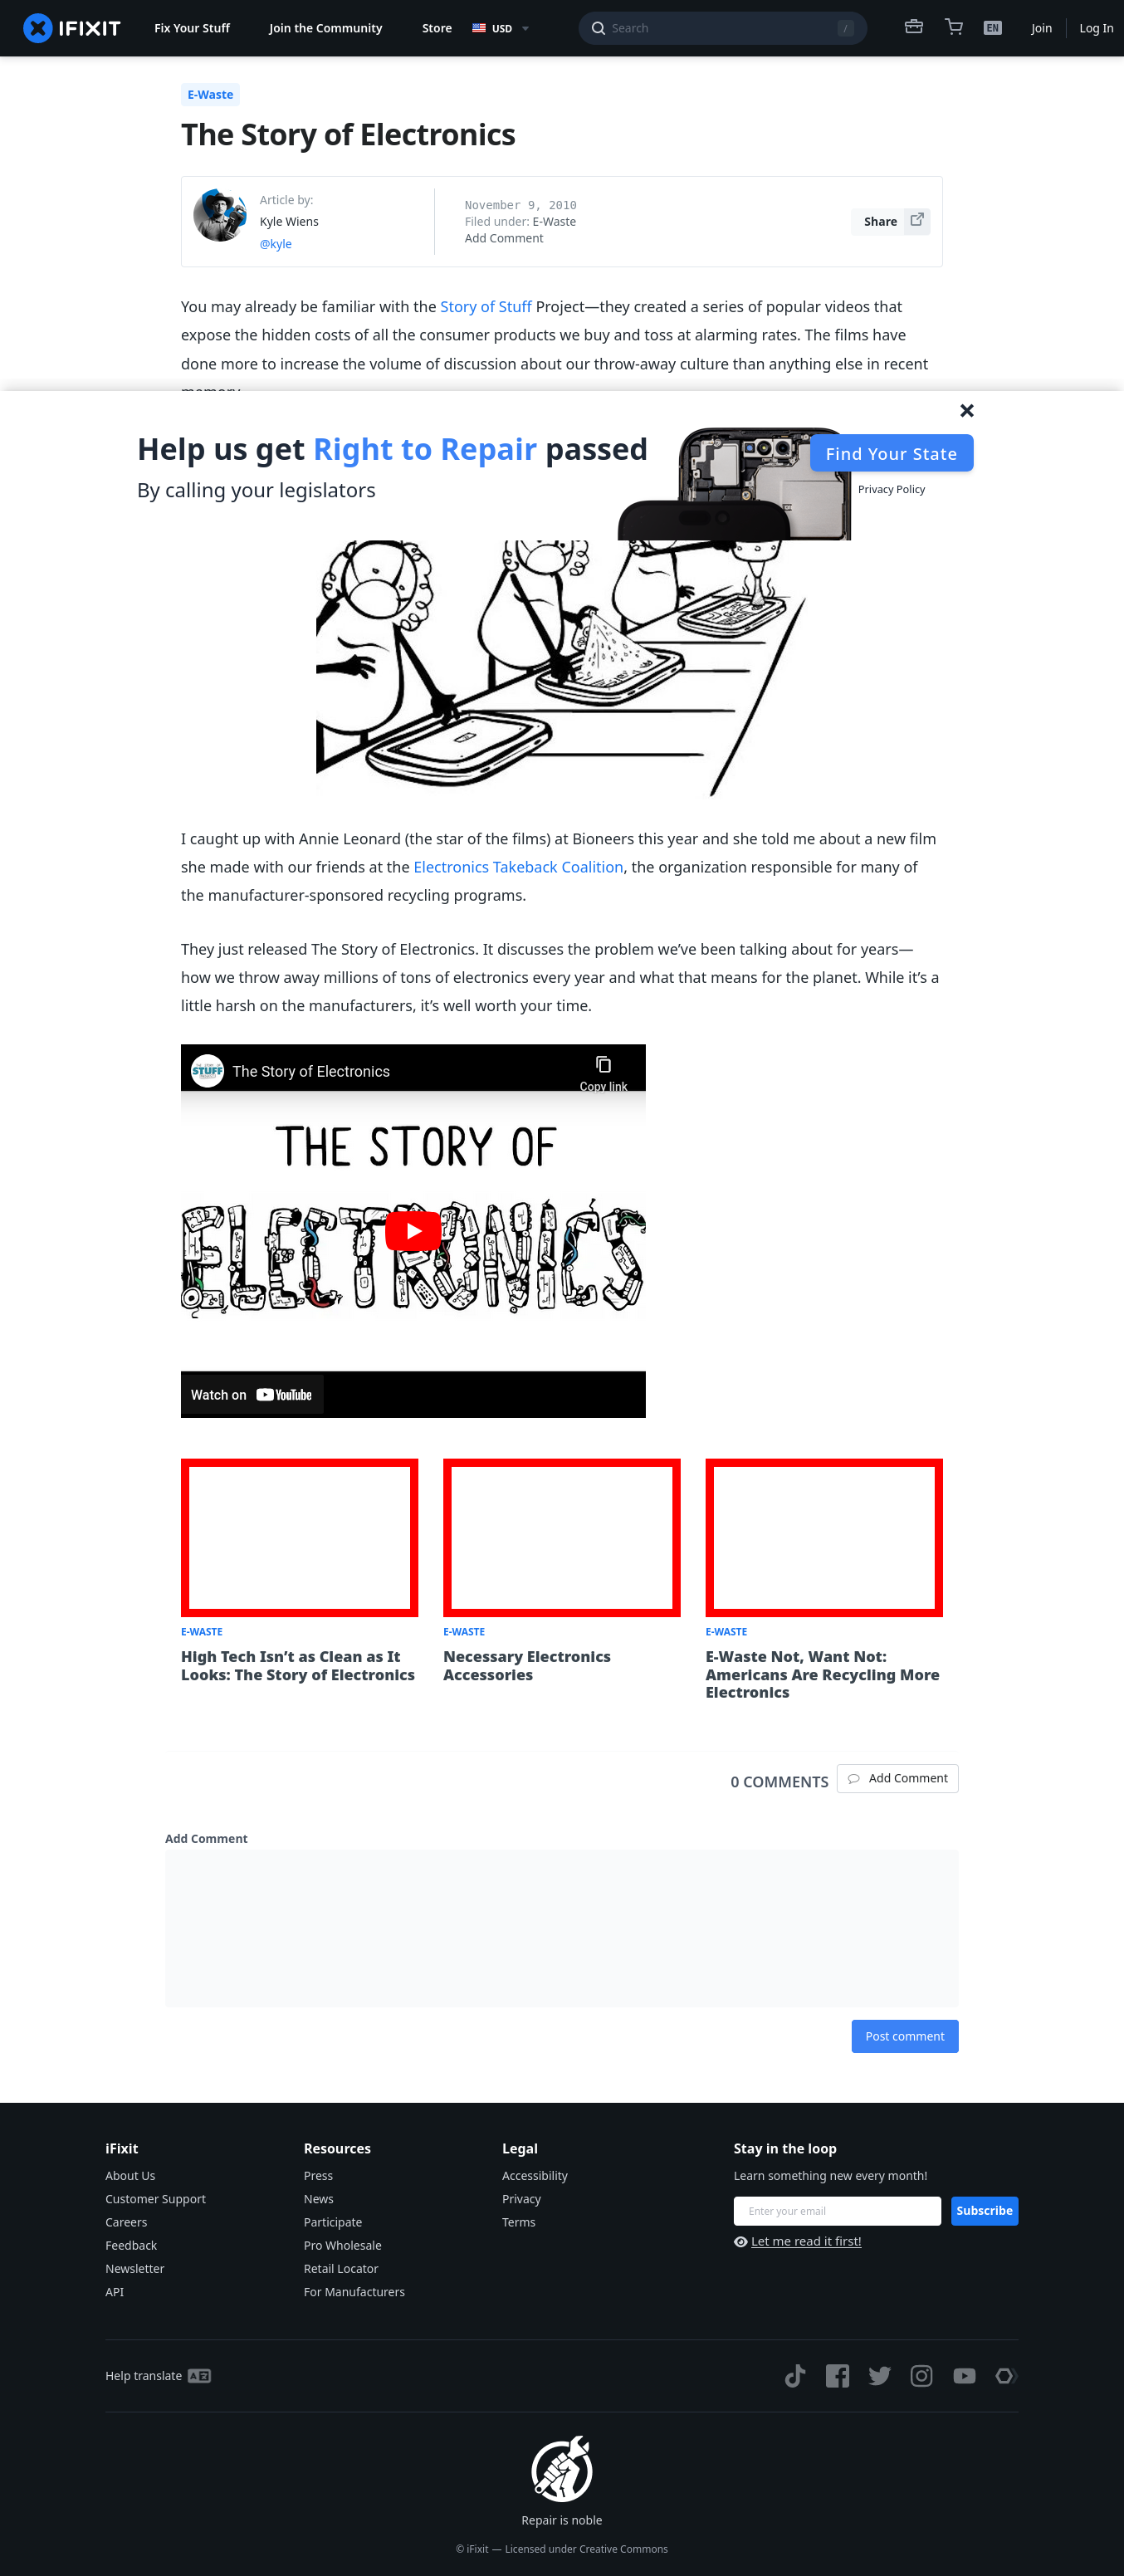 IFIXIT
Fix Your Stuff
Join the Community
Store
USD
Search
/
EN
Join
Log In
E-Waste
The Story of Electronics
Article by:
Kyle Wiens
@kyle
November 9, 2010
Filed under: E-Waste
Add Comment
Share
You may already be familiar with the Story of Stuff Project—they created a series of popular videos that
expose the hidden costs of all the consumer products we buy and toss at alarming rates. The films have
done more to increase the volume of discussion about our throw-away culture than anything else in recent
memory.
Help us get Right to Repair passed
By calling your legislators
Find Your State
Privacy Policy
I caught up with Annie Leonard (the star of the films) at Bioneers this year and she told me about a new film
she made with our friends at the Electronics Takeback Coalition, the organization responsible for many of
the manufacturer-sponsored recycling programs.
They just released The Story of Electronics. It discusses the problem we’ve been talking about for years—
how we throw away millions of tons of electronics every year and what that means for the planet. While it’s a
little harsh on the manufacturers, it’s well worth your time.
STUFF
The Story of Electronics
Copy link
THE STORY OF
ELECTRONICS
Watch on YouTube
E-WASTE
High Tech Isn’t as Clean as It
Looks: The Story of Electronics
E-WASTE
Necessary Electronics
Accessories
E-WASTE
E-Waste Not, Want Not:
Americans Are Recycling More
Electronics
0 COMMENTS
Add Comment
Add Comment
Post comment
iFixit
About Us
Customer Support
Careers
Feedback
Newsletter
API
Resources
Press
News
Participate
Pro Wholesale
Retail Locator
For Manufacturers
Legal
Accessibility
Privacy
Terms
Stay in the loop
Learn something new every month!
Enter your email
Subscribe
Let me read it first!
Help translate
Repair is noble
© iFixit — Licensed under Creative Commons